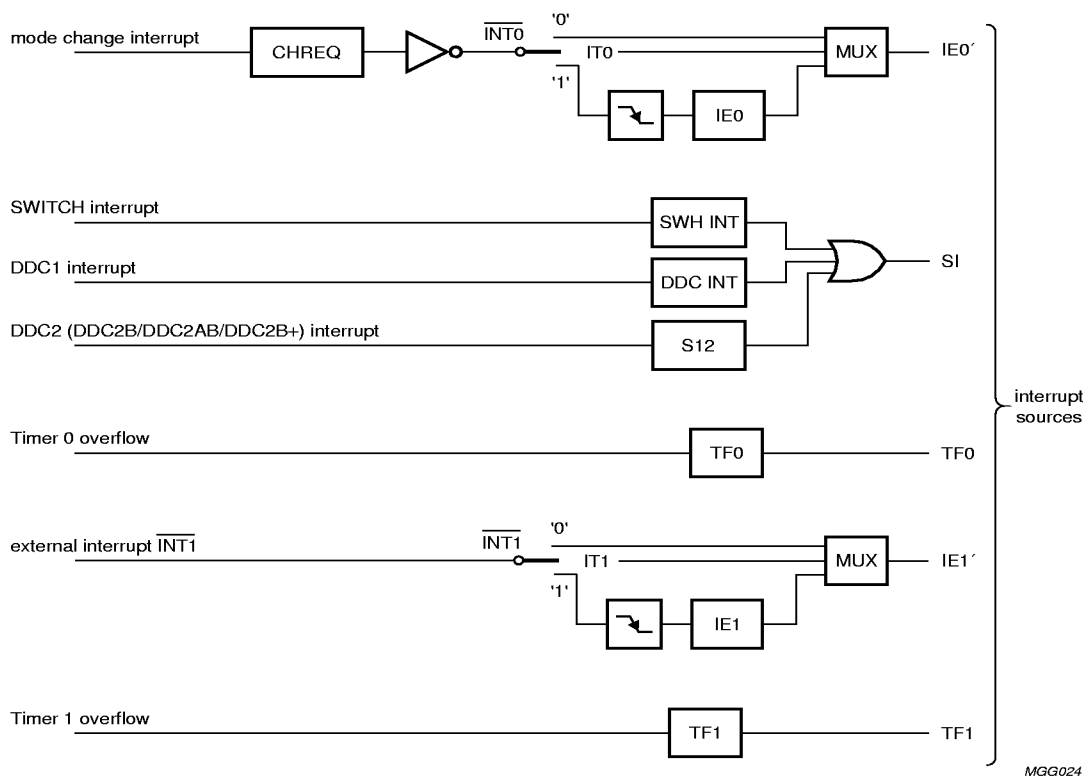 mode change interrupt
CHREQ
INT0
'0'
IT0
'1'
IE0
MUX
IE0′
SWITCH interrupt
SWH INT
DDC1 interrupt
DDC INT
SI
DDC2 (DDC2B/DDC2AB/DDC2B+) interrupt
S12
interrupt
sources
Timer 0 overflow
TF0
TF0
external interrupt INT1
INT1
'0'
IT1
'1'
IE1
MUX
IE1′
Timer 1 overflow
TF1
TF1
MGG024